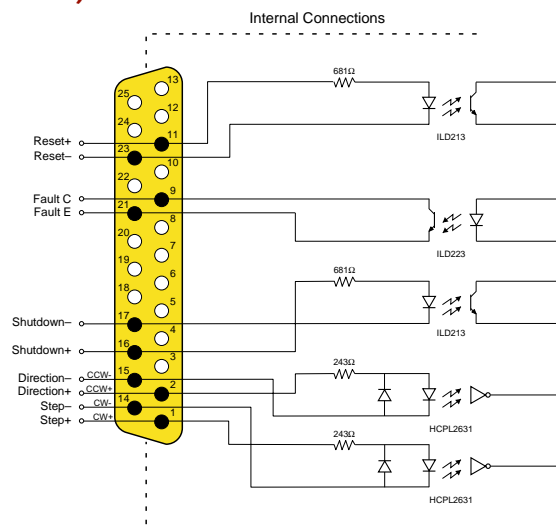 Internal Connections
13
25
681Ω
12
24
11
Reset+
23
Reset–
ILD213
10
22
9
Fault C
21
Fault E
8
20
7
ILD223
19
6
681Ω
18
5
17
Shutdown–
ILD213
4
16
Shutdown+
3
243Ω
15
Direction– CCW-
2
Direction+ CCW+
14
Step– CW-
HCPL2631
1
Step+ CW+
243Ω
HCPL2631